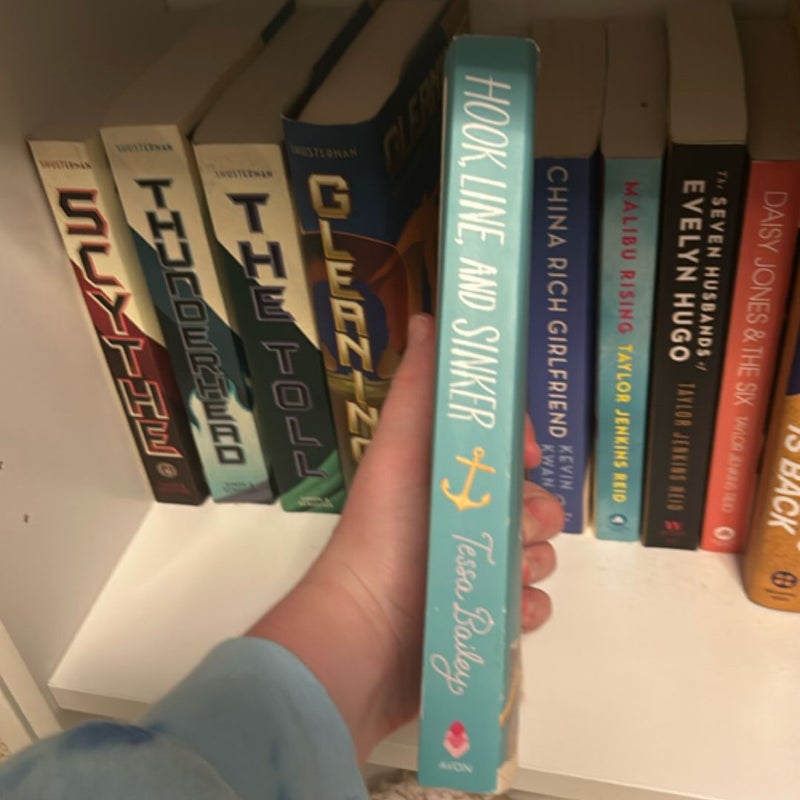 SHUSTERMAN
SCYTHE
SHUSTERMAN
THUNDERHEAD
SHUSTERMAN
THE TOLL
SHUSTERMAN
GLEANING
HOOK, LINE, AND SINKER
Tessa Bailey
AVON
CHINA RICH GIRLFRIEND
KEVIN
KWAN
MALIBU RISING TAYLOR JENKINS REID
The SEVEN HUSBANDS of
EVELYN HUGO
TAYLOR JENKINS REID
DAISY JONES & THE SIX TAYLOR JENKINS REID
IS BACK